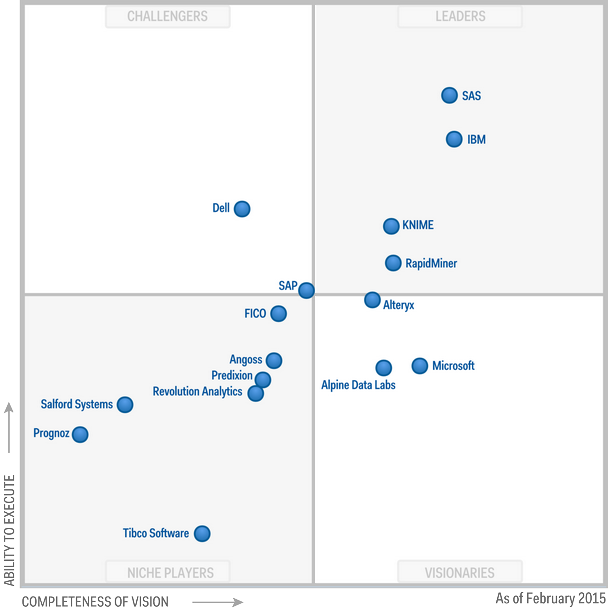 CHALLENGERS
LEADERS
SAS
IBM
Dell
KNIME
RapidMiner
SAP
Alteryx
FICO
Angoss
Microsoft
Predixion
Alpine Data Labs
Revolution Analytics
Salford Systems
Prognoz
Tibco Software
NICHE PLAYERS
VISIONARIES
ABILITY TO EXECUTE
COMPLETENESS OF VISION
As of February 2015